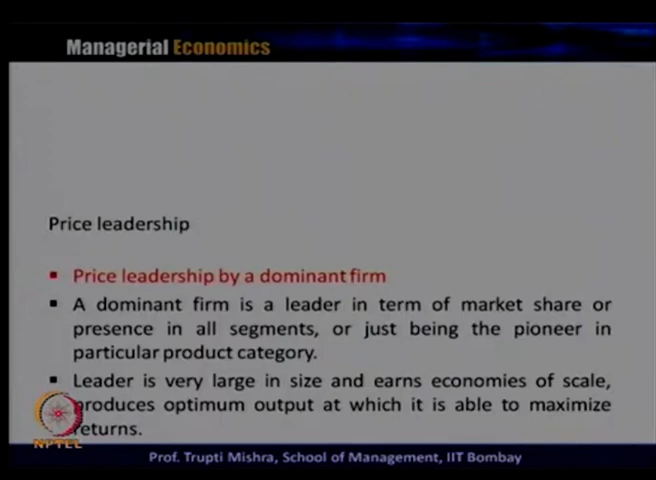 Managerial Economics
Price leadership
▪ Price leadership by a dominant firm
▪ A dominant firm is a leader in term of market share or
presence in all segments, or just being the pioneer in
particular product category.
▪ Leader is very large in size and earns economies of scale,
produces optimum output at which it is able to maximize
returns.
NPTEL
Prof. Trupti Mishra, School of Management, IIT Bombay